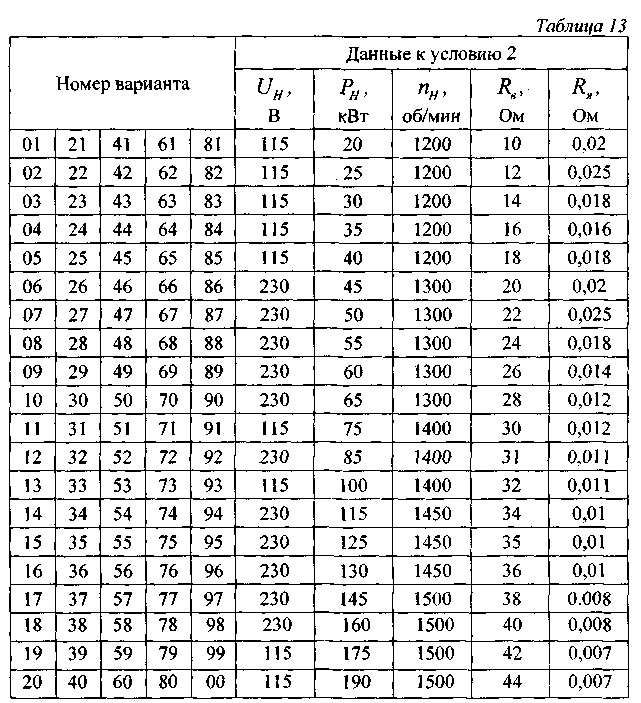 Таблица 13
Данные к условию 2
Номер варианта
U_H, P_H, n_H, R_в, R_я,
В кВт об/мин Ом Ом
01 21 41 61 81 115 20 1200 10 0,02
02 22 42 62 82 115 25 1200 12 0,025
03 23 43 63 83 115 30 1200 14 0,018
04 24 44 64 84 115 35 1200 16 0,016
05 25 45 65 85 115 40 1200 18 0,018
06 26 46 66 86 230 45 1300 20 0,02
07 27 47 67 87 230 50 1300 22 0,025
08 28 48 68 88 230 55 1300 24 0,018
09 29 49 69 89 230 60 1300 26 0,014
10 30 50 70 90 230 65 1300 28 0,012
11 31 51 71 91 115 75 1400 30 0,012
12 32 52 72 92 230 85 1400 31 0,011
13 33 53 73 93 115 100 1400 32 0,011
14 34 54 74 94 230 115 1450 34 0,01
15 35 55 75 95 230 125 1450 35 0,01
16 36 56 76 96 230 130 1450 36 0,01
17 37 57 77 97 230 145 1500 38 0.008
18 38 58 78 98 230 160 1500 40 0,008
19 39 59 79 99 115 175 1500 42 0,007
20 40 60 80 00 115 190 1500 44 0,007